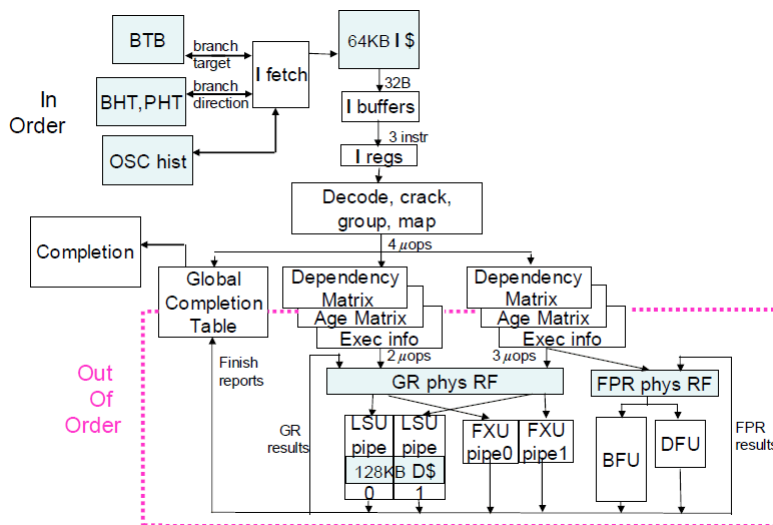 BTB
branch
target
I fetch
64KB I $
In
Order
BHT,PHT
branch
direction
32B
I buffers
3 instr
OSC hist
I regs
Decode, crack,
group, map
Completion
4 μops
Global
Completion
Table
Dependency
Matrix
Age Matrix
Exec info
Dependency
Matrix
Age Matrix
Exec info
Out
Of
Order
Finish
reports
2 μops
3 μops
GR phys RF
FPR phys RF
GR
results
LSU
pipe
LSU
pipe
128KB D$
0
1
FXU
pipe0
FXU
pipe1
BFU
DFU
FPR
results